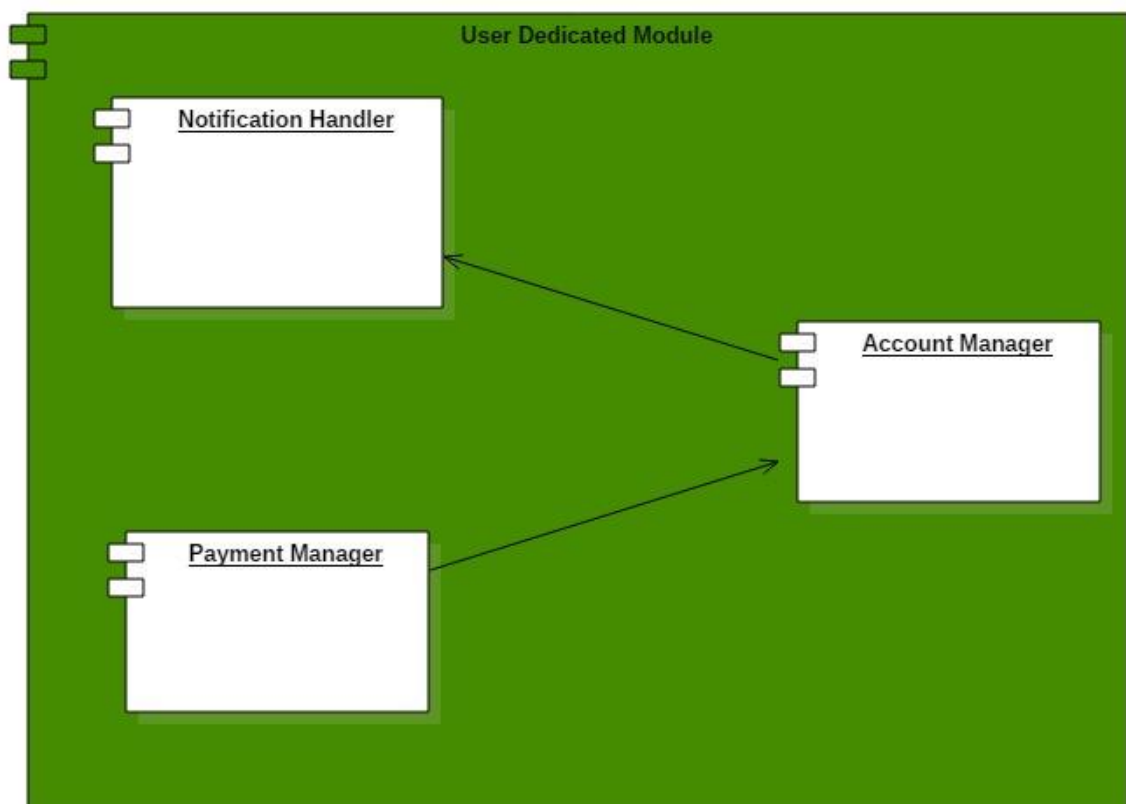 User Dedicated Module
Notification Handler
Account Manager
Payment Manager